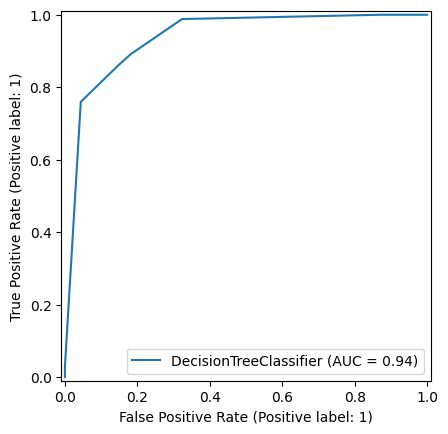 1.0
0.8
0.6
0.4
0.2
0.0
True Positive Rate (Positive label: 1)
DecisionTreeClassifier (AUC = 0.94)
0.0 0.2 0.4 0.6 0.8 1.0
False Positive Rate (Positive label: 1)